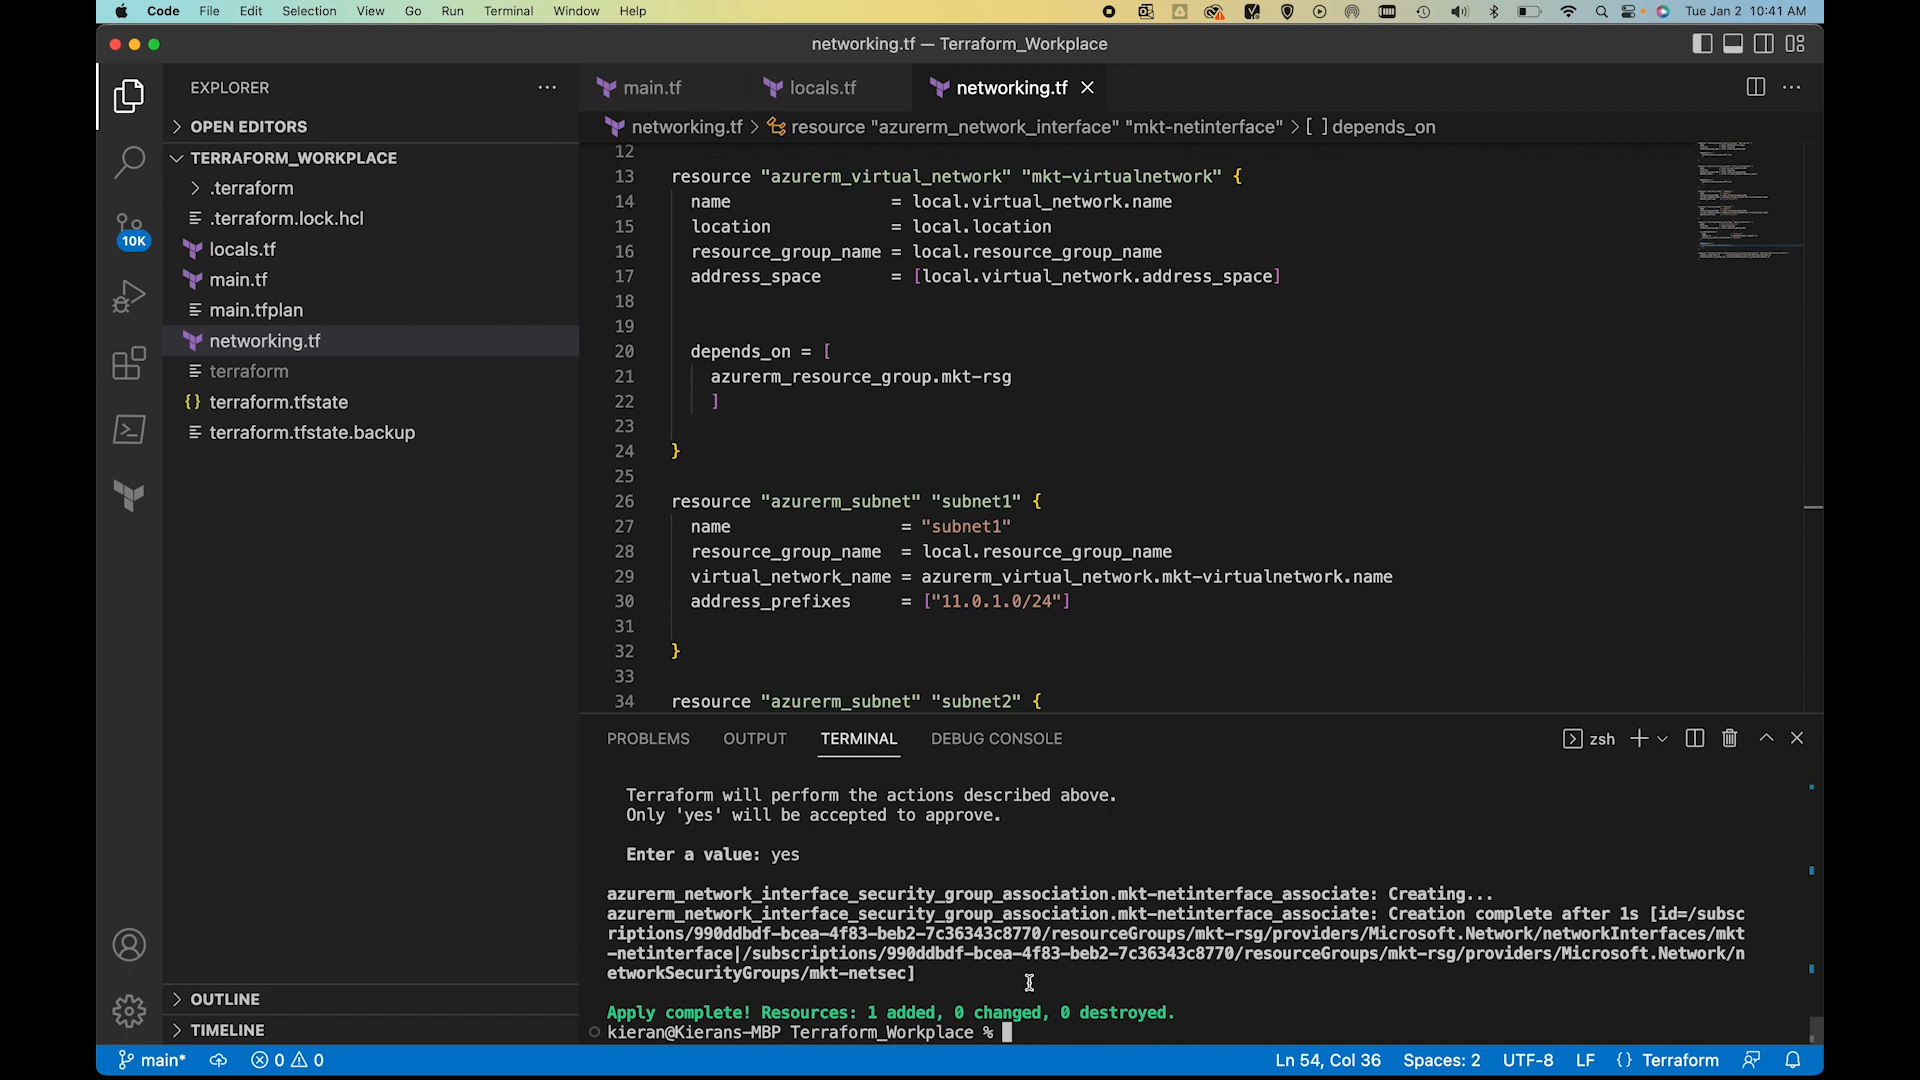 Code File Edit Selection View Go Run Terminal Window Help Tue Jan 2 10:41 AM
networking.tf — Terraform_Workplace
EXPLORER
OPEN EDITORS
TERRAFORM_WORKPLACE
.terraform
.terraform.lock.hcl
locals.tf
main.tf
main.tfplan
networking.tf
terraform
{} terraform.tfstate
terraform.tfstate.backup
10K
OUTLINE
TIMELINE
main.tf locals.tf networking.tf
networking.tf > resource "azurerm_network_interface" "mkt-netinterface" > [ ] depends_on
12
13 resource "azurerm_virtual_network" "mkt-virtualnetwork" {
14 name = local.virtual_network.name
15 location = local.location
16 resource_group_name = local.resource_group_name
17 address_space = [local.virtual_network.address_space]
18
19
20 depends_on = [
21 azurerm_resource_group.mkt-rsg
22 ]
23
24 }
25
26 resource "azurerm_subnet" "subnet1" {
27 name = "subnet1"
28 resource_group_name = local.resource_group_name
29 virtual_network_name = azurerm_virtual_network.mkt-virtualnetwork.name
30 address_prefixes = ["11.0.1.0/24"]
31
32 }
33
34 resource "azurerm_subnet" "subnet2" {
PROBLEMS OUTPUT TERMINAL DEBUG CONSOLE zsh
Terraform will perform the actions described above.
Only 'yes' will be accepted to approve.
Enter a value: yes
azurerm_network_interface_security_group_association.mkt-netinterface_associate: Creating...
azurerm_network_interface_security_group_association.mkt-netinterface_associate: Creation complete after 1s [id=/subsc
riptions/990ddbdf-bcea-4f83-beb2-7c36343c8770/resourceGroups/mkt-rsg/providers/Microsoft.Network/networkInterfaces/mkt
-netinterface|/subscriptions/990ddbdf-bcea-4f83-beb2-7c36343c8770/resourceGroups/mkt-rsg/providers/Microsoft.Network/n
etworkSecurityGroups/mkt-netsec]
Apply complete! Resources: 1 added, 0 changed, 0 destroyed.
kieran@Kierans-MBP Terraform_Workplace %
main* 0 0 Ln 54, Col 36 Spaces: 2 UTF-8 LF {} Terraform